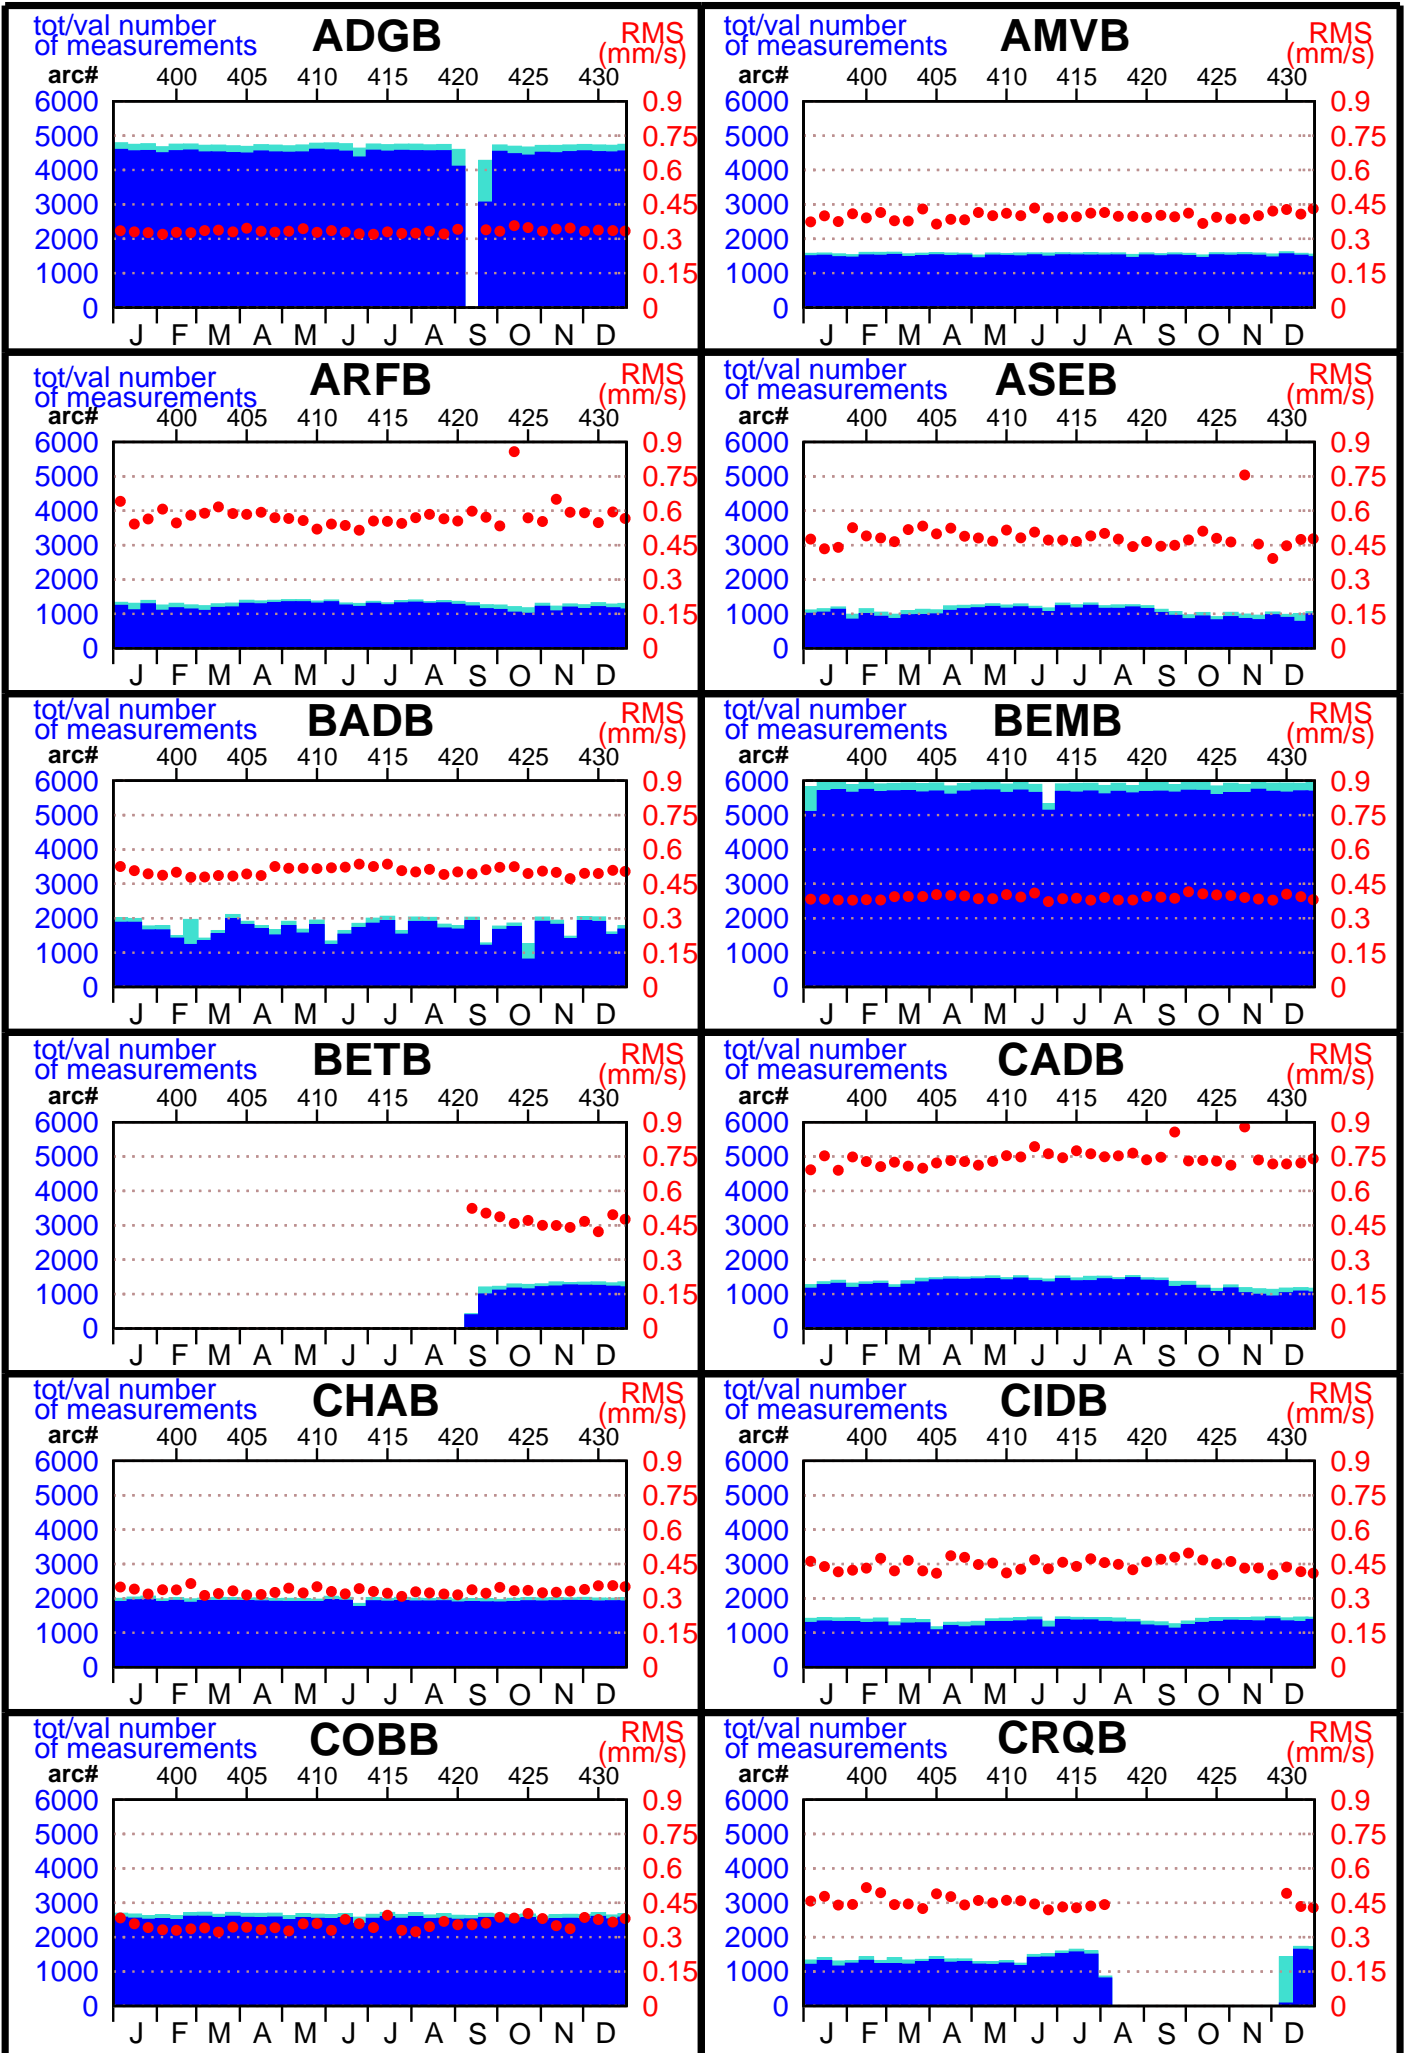 tot/val number
of measurements
ADGB
RMS
(mm/s)
arc# 400 405 410 415 420 425 430
6000 0.9
5000 0.75
4000 0.6
3000 0.45
2000 0.3
1000 0.15
0 0
J F M A M J J A S O N D
tot/val number
of measurements
AMVB
RMS
(mm/s)
arc# 400 405 410 415 420 425 430
6000 0.9
5000 0.75
4000 0.6
3000 0.45
2000 0.3
1000 0.15
0 0
J F M A M J J A S O N D
tot/val number
of measurements
ARFB
RMS
(mm/s)
arc# 400 405 410 415 420 425 430
6000 0.9
5000 0.75
4000 0.6
3000 0.45
2000 0.3
1000 0.15
0 0
J F M A M J J A S O N D
tot/val number
of measurements
ASEB
RMS
(mm/s)
arc# 400 405 410 415 420 425 430
6000 0.9
5000 0.75
4000 0.6
3000 0.45
2000 0.3
1000 0.15
0 0
J F M A M J J A S O N D
tot/val number
of measurements
BADB
RMS
(mm/s)
arc# 400 405 410 415 420 425 430
6000 0.9
5000 0.75
4000 0.6
3000 0.45
2000 0.3
1000 0.15
0 0
J F M A M J J A S O N D
tot/val number
of measurements
BEMB
RMS
(mm/s)
arc# 400 405 410 415 420 425 430
6000 0.9
5000 0.75
4000 0.6
3000 0.45
2000 0.3
1000 0.15
0 0
J F M A M J J A S O N D
tot/val number
of measurements
BETB
RMS
(mm/s)
arc# 400 405 410 415 420 425 430
6000 0.9
5000 0.75
4000 0.6
3000 0.45
2000 0.3
1000 0.15
0 0
J F M A M J J A S O N D
tot/val number
of measurements
CADB
RMS
(mm/s)
arc# 400 405 410 415 420 425 430
6000 0.9
5000 0.75
4000 0.6
3000 0.45
2000 0.3
1000 0.15
0 0
J F M A M J J A S O N D
tot/val number
of measurements
CHAB
RMS
(mm/s)
arc# 400 405 410 415 420 425 430
6000 0.9
5000 0.75
4000 0.6
3000 0.45
2000 0.3
1000 0.15
0 0
J F M A M J J A S O N D
tot/val number
of measurements
CIDB
RMS
(mm/s)
arc# 400 405 410 415 420 425 430
6000 0.9
5000 0.75
4000 0.6
3000 0.45
2000 0.3
1000 0.15
0 0
J F M A M J J A S O N D
tot/val number
of measurements
COBB
RMS
(mm/s)
arc# 400 405 410 415 420 425 430
6000 0.9
5000 0.75
4000 0.6
3000 0.45
2000 0.3
1000 0.15
0 0
J F M A M J J A S O N D
tot/val number
of measurements
CRQB
RMS
(mm/s)
arc# 400 405 410 415 420 425 430
6000 0.9
5000 0.75
4000 0.6
3000 0.45
2000 0.3
1000 0.15
0 0
J F M A M J J A S O N D